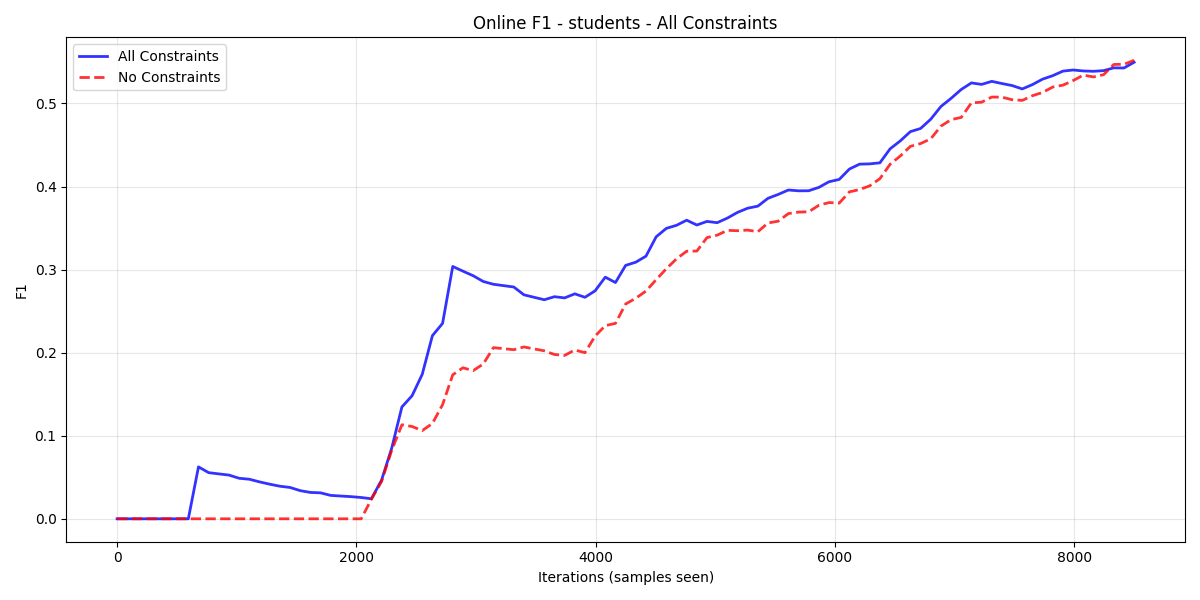 Online F1 - students - All Constraints
All Constraints
No Constraints
F1
0.5
0.4
0.3
0.2
0.1
0.0
0 2000 4000 6000 8000
Iterations (samples seen)